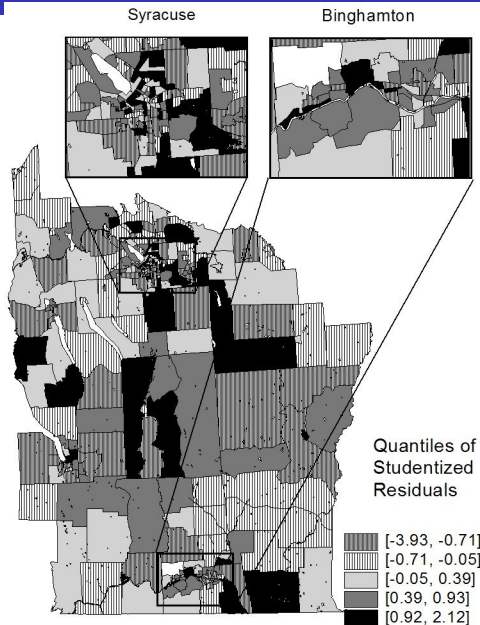 Syracuse
Binghamton
Quantiles of
Studentized
Residuals
[-3.93, -0.71]
[-0.71, -0.05]
[-0.05, 0.39]
[0.39, 0.93]
[0.92, 2.12]